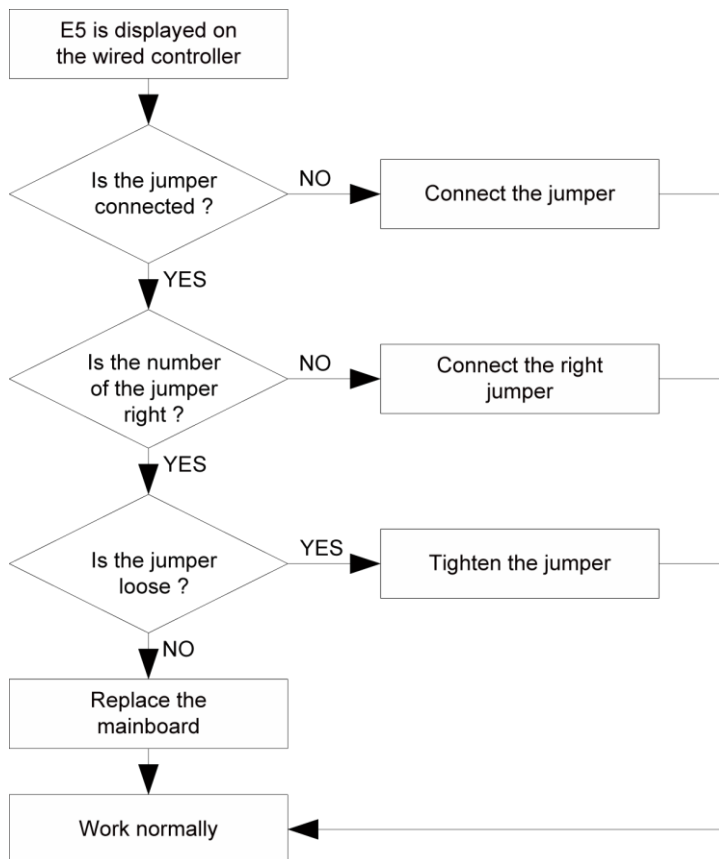 E5 is displayed on
the wired controller
Is the jumper
connected ?
NO
Connect the jumper
YES
Is the number
of the jumper
right ?
NO
Connect the right
jumper
YES
Is the jumper
loose ?
YES
Tighten the jumper
NO
Replace the
mainboard
Work normally